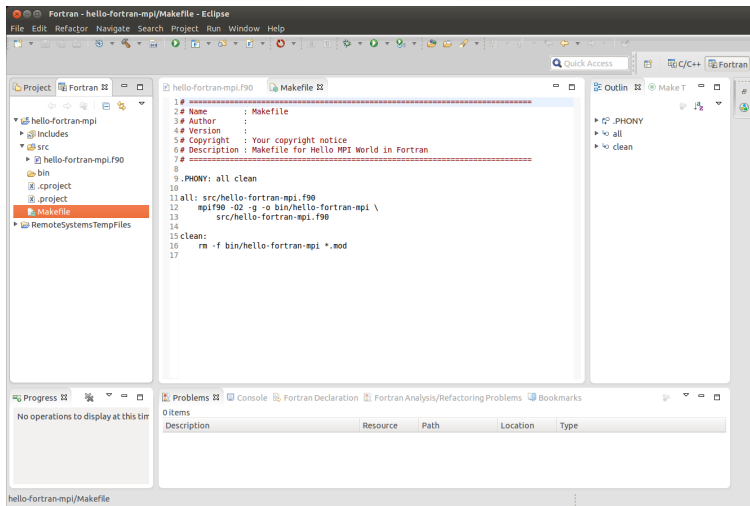 Fortran - hello-fortran-mpi/Makefile - Eclipse
File Edit Refactor Navigate Search Project Run Window Help
Quick Access
C/C++
Fortran
Project
Fortran
hello-fortran-mpi.f90
Makefile
Outlin
Make T
hello-fortran-mpi
Includes
src
hello-fortran-mpi.f90
bin
.cproject
.project
Makefile
RemoteSystemsTempFiles
1 # ============================================================================
2 # Name        : Makefile
3 # Author      :
4 # Version     :
5 # Copyright   : Your copyright notice
6 # Description : Makefile for Hello MPI World in Fortran
7 # ============================================================================
8
9 .PHONY: all clean
10
11 all: src/hello-fortran-mpi.f90
12     mpif90 -O2 -g -o bin/hello-fortran-mpi \
13         src/hello-fortran-mpi.f90
14
15 clean:
16     rm -f bin/hello-fortran-mpi *.mod
17
.PHONY
all
clean
Progress
No operations to display at this tim
Problems
Console
Fortran Declaration
Fortran Analysis/Refactoring Problems
Bookmarks
0 items
Description Resource Path Location Type
hello-fortran-mpi/Makefile